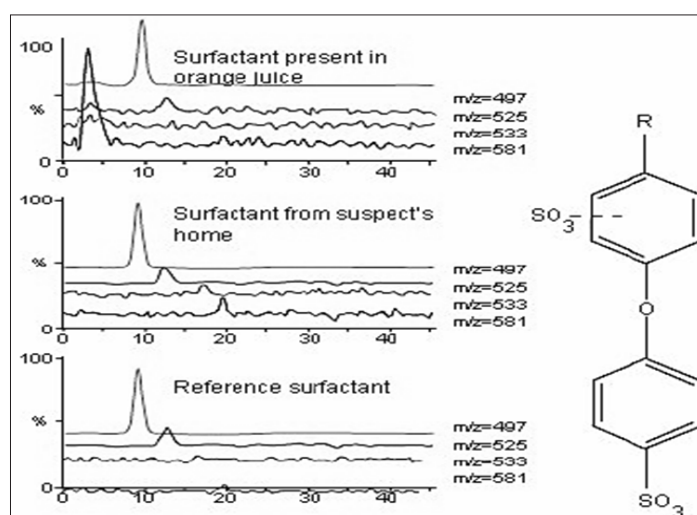 100
%
0
Surfactant present in
orange juice
m/z=497
m/z=525
m/z=533
m/z=581
0 10 20 30 40
100
%
0
Surfactant from suspect's
home
m/z=497
m/z=525
m/z=533
m/z=581
0 10 20 30 40
100
%
0
Reference surfactant
m/z=497
m/z=525
m/z=533
m/z=581
0 10 20 30 40
R
SO3
O
SO3